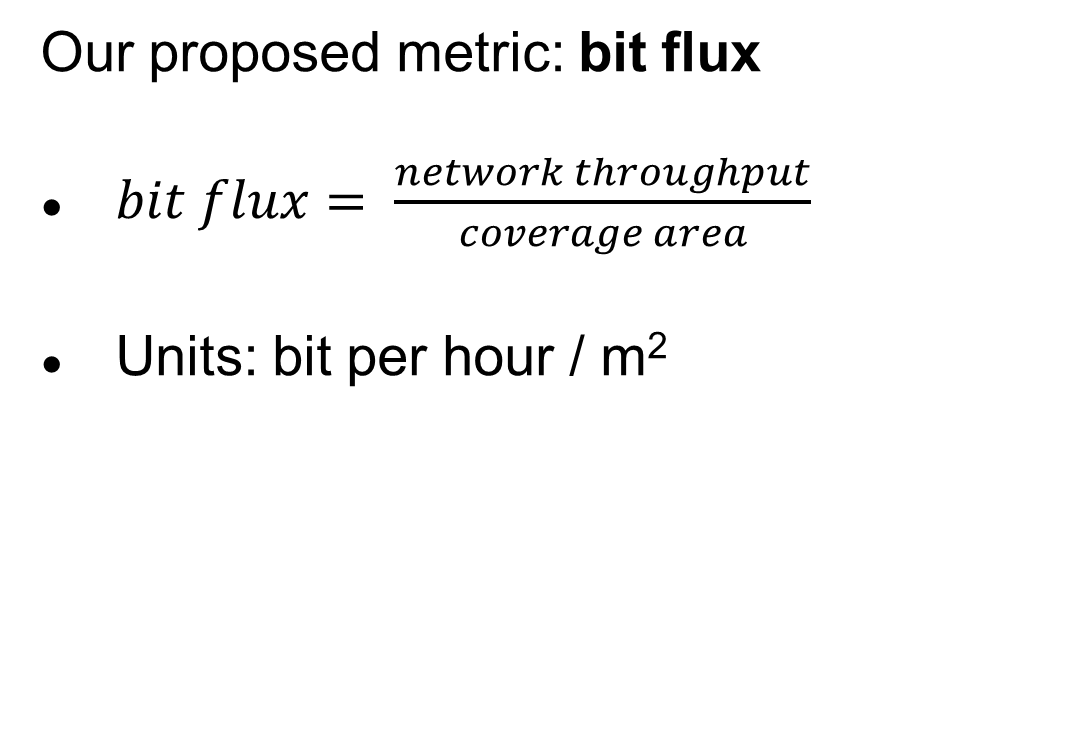 Our proposed metric: bit flux
• bit flux = network throughput / coverage area
• Units: bit per hour / m²